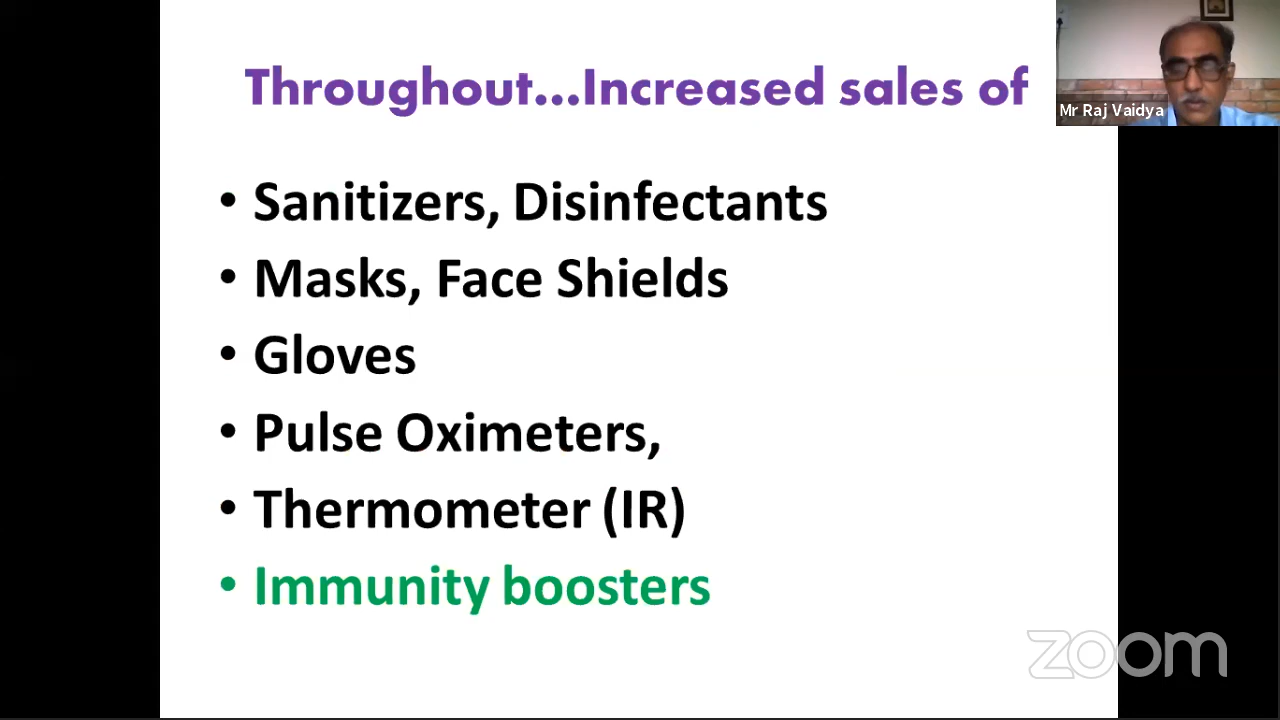 Throughout...Increased sales of
Mr Raj Vaidya
• Sanitizers, Disinfectants
• Masks, Face Shields
• Gloves
• Pulse Oximeters,
• Thermometer (IR)
• Immunity boosters
zoom